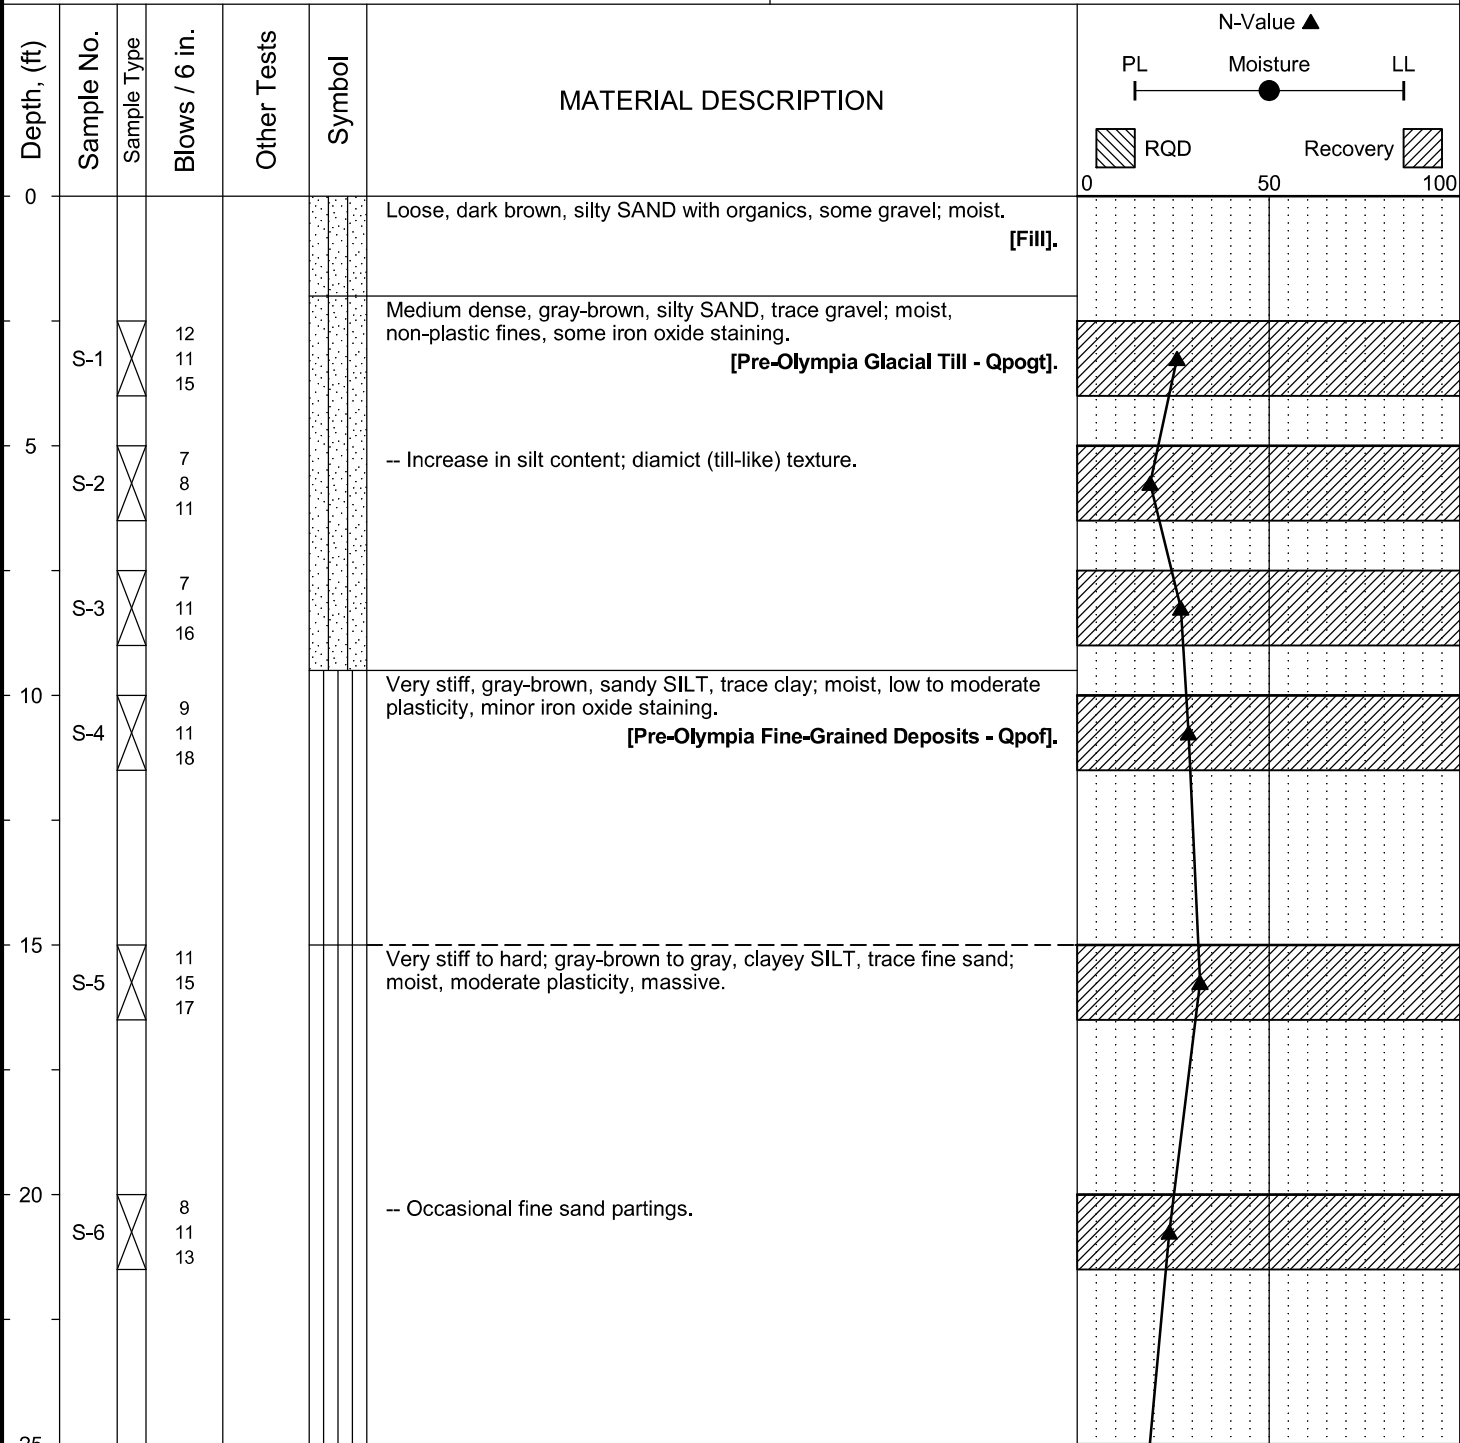 Depth, (ft)
Sample No.
Sample Type
Blows / 6 in.
Other Tests
Symbol
MATERIAL DESCRIPTION
N-Value ▲
PL Moisture LL
RQD Recovery
0 50 100
0
Loose, dark brown, silty SAND with organics, some gravel; moist.
[Fill].
Medium dense, gray-brown, silty SAND, trace gravel; moist,
non-plastic fines, some iron oxide staining.
[Pre-Olympia Glacial Till - Qpogt].
S-1
12
11
15
5
-- Increase in silt content; diamict (till-like) texture.
S-2
7
8
11
S-3
7
11
16
Very stiff, gray-brown, sandy SILT, trace clay; moist, low to moderate
plasticity, minor iron oxide staining.
[Pre-Olympia Fine-Grained Deposits - Qpof].
10
S-4
9
11
18
15
Very stiff to hard; gray-brown to gray, clayey SILT, trace fine sand;
moist, moderate plasticity, massive.
S-5
11
15
17
20
-- Occasional fine sand partings.
S-6
8
11
13
25